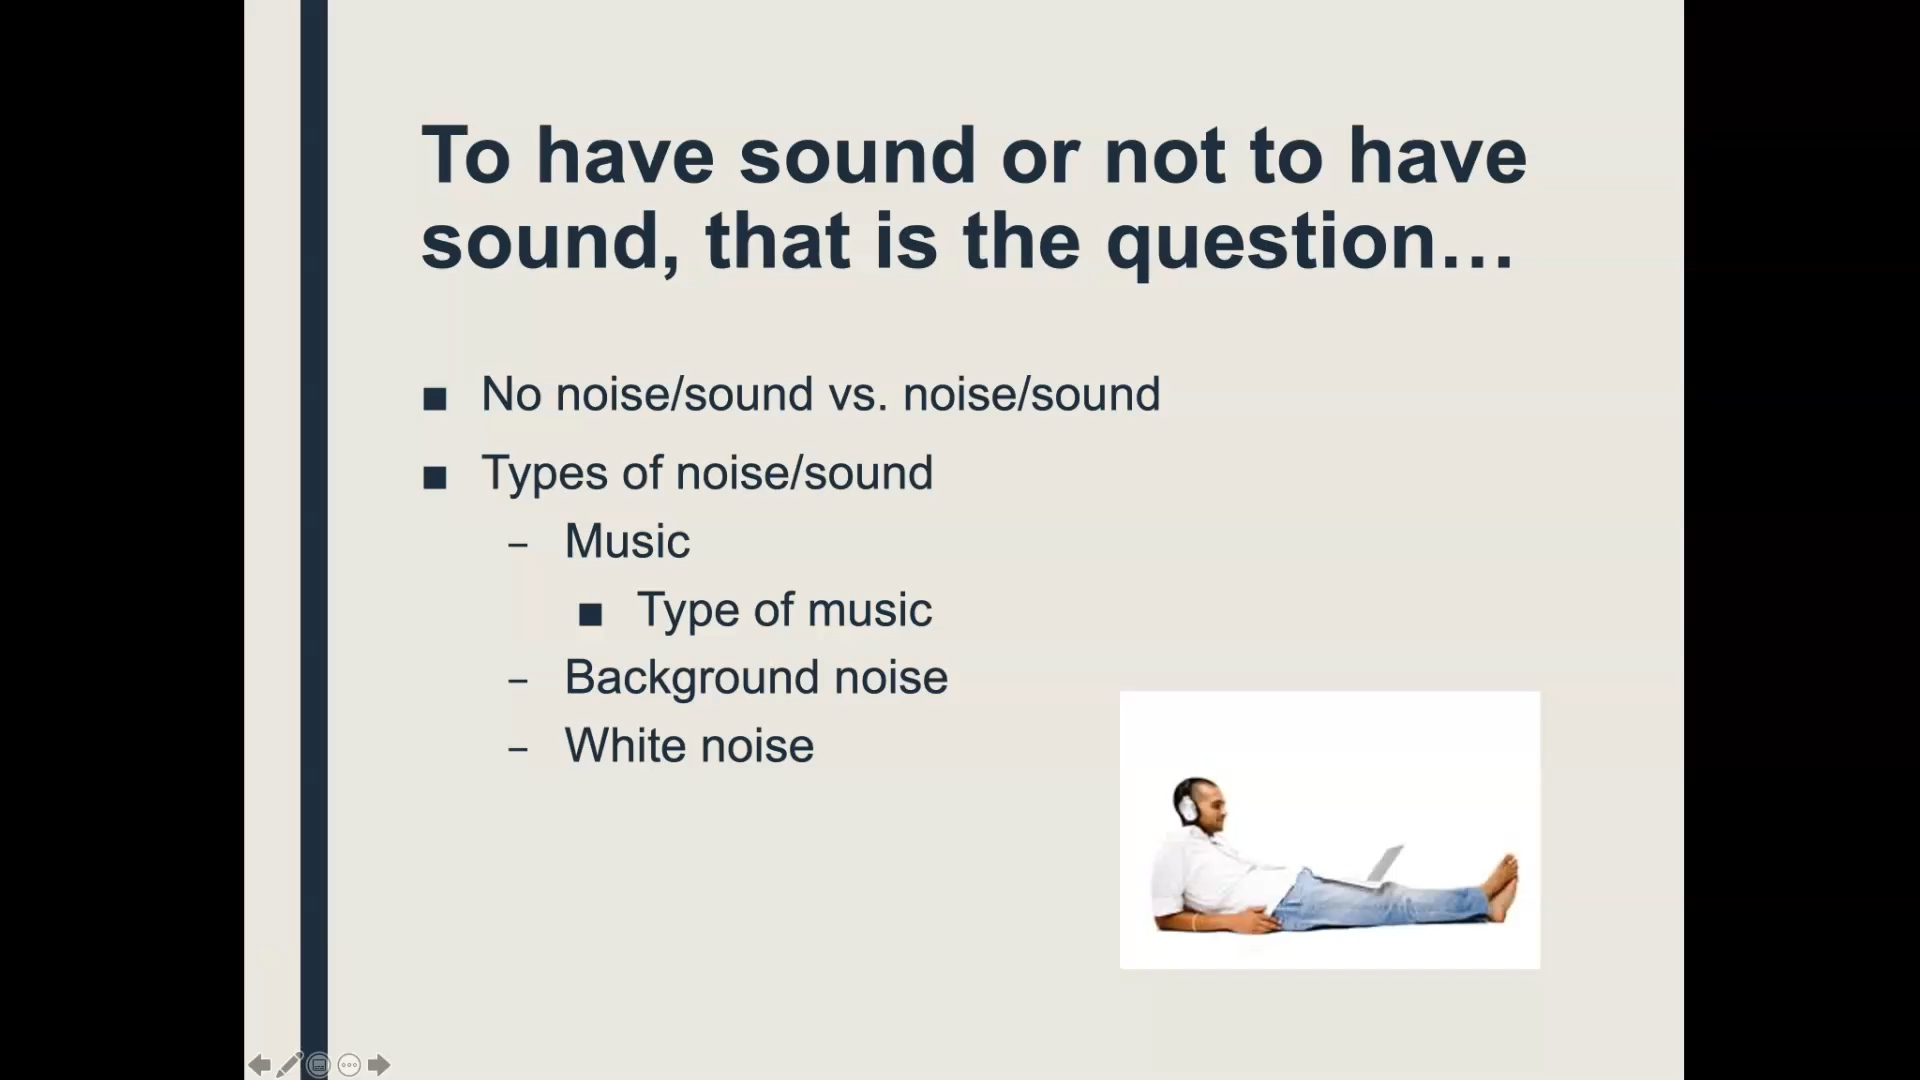 To have sound or not to have
sound, that is the question...
■ No noise/sound vs. noise/sound
■ Types of noise/sound
– Music
■ Type of music
– Background noise
– White noise